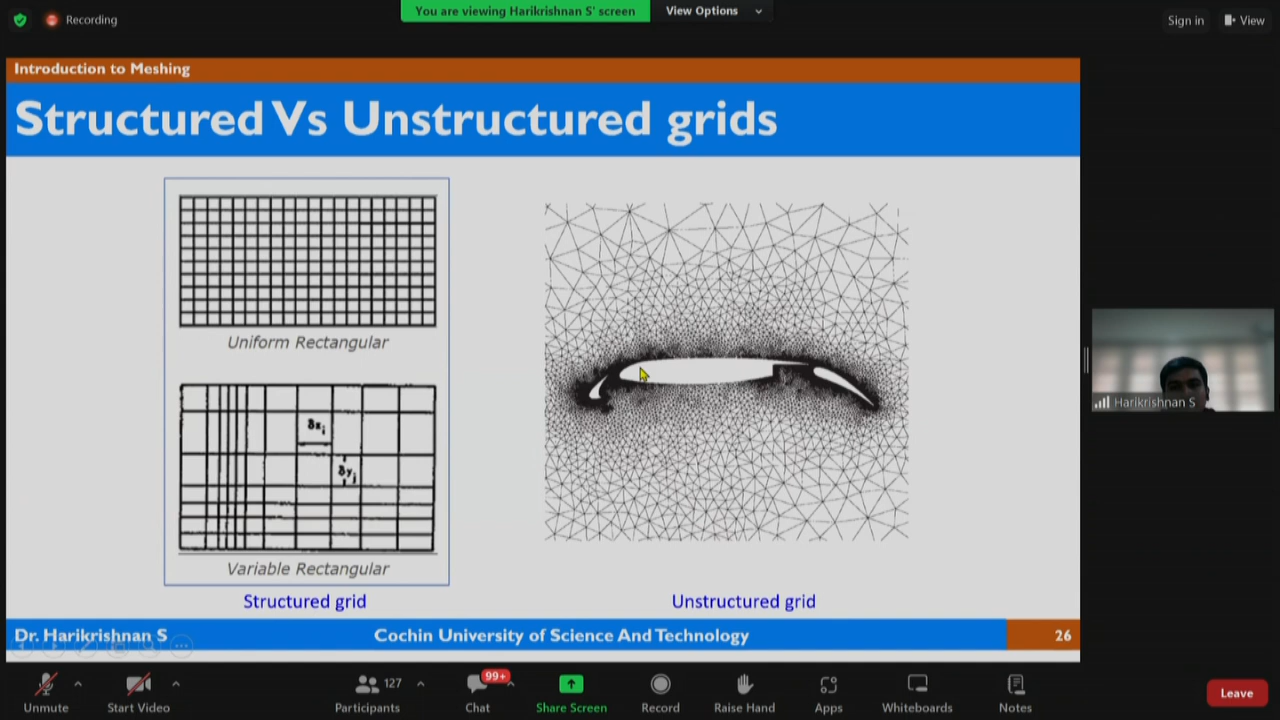 Recording
You are viewing Harikrishnan S' screen
View Options
Sign in
View
Introduction to Meshing
Structured Vs Unstructured grids
Uniform Rectangular
δx_i
δy_j
Variable Rectangular
Structured grid
Unstructured grid
Harikrishnan S
Dr. Harikrishnan S
Cochin University of Science And Technology
26
Unmute
Start Video
127
Participants
99+
Chat
Share Screen
Record
Raise Hand
Apps
Whiteboards
Notes
Leave